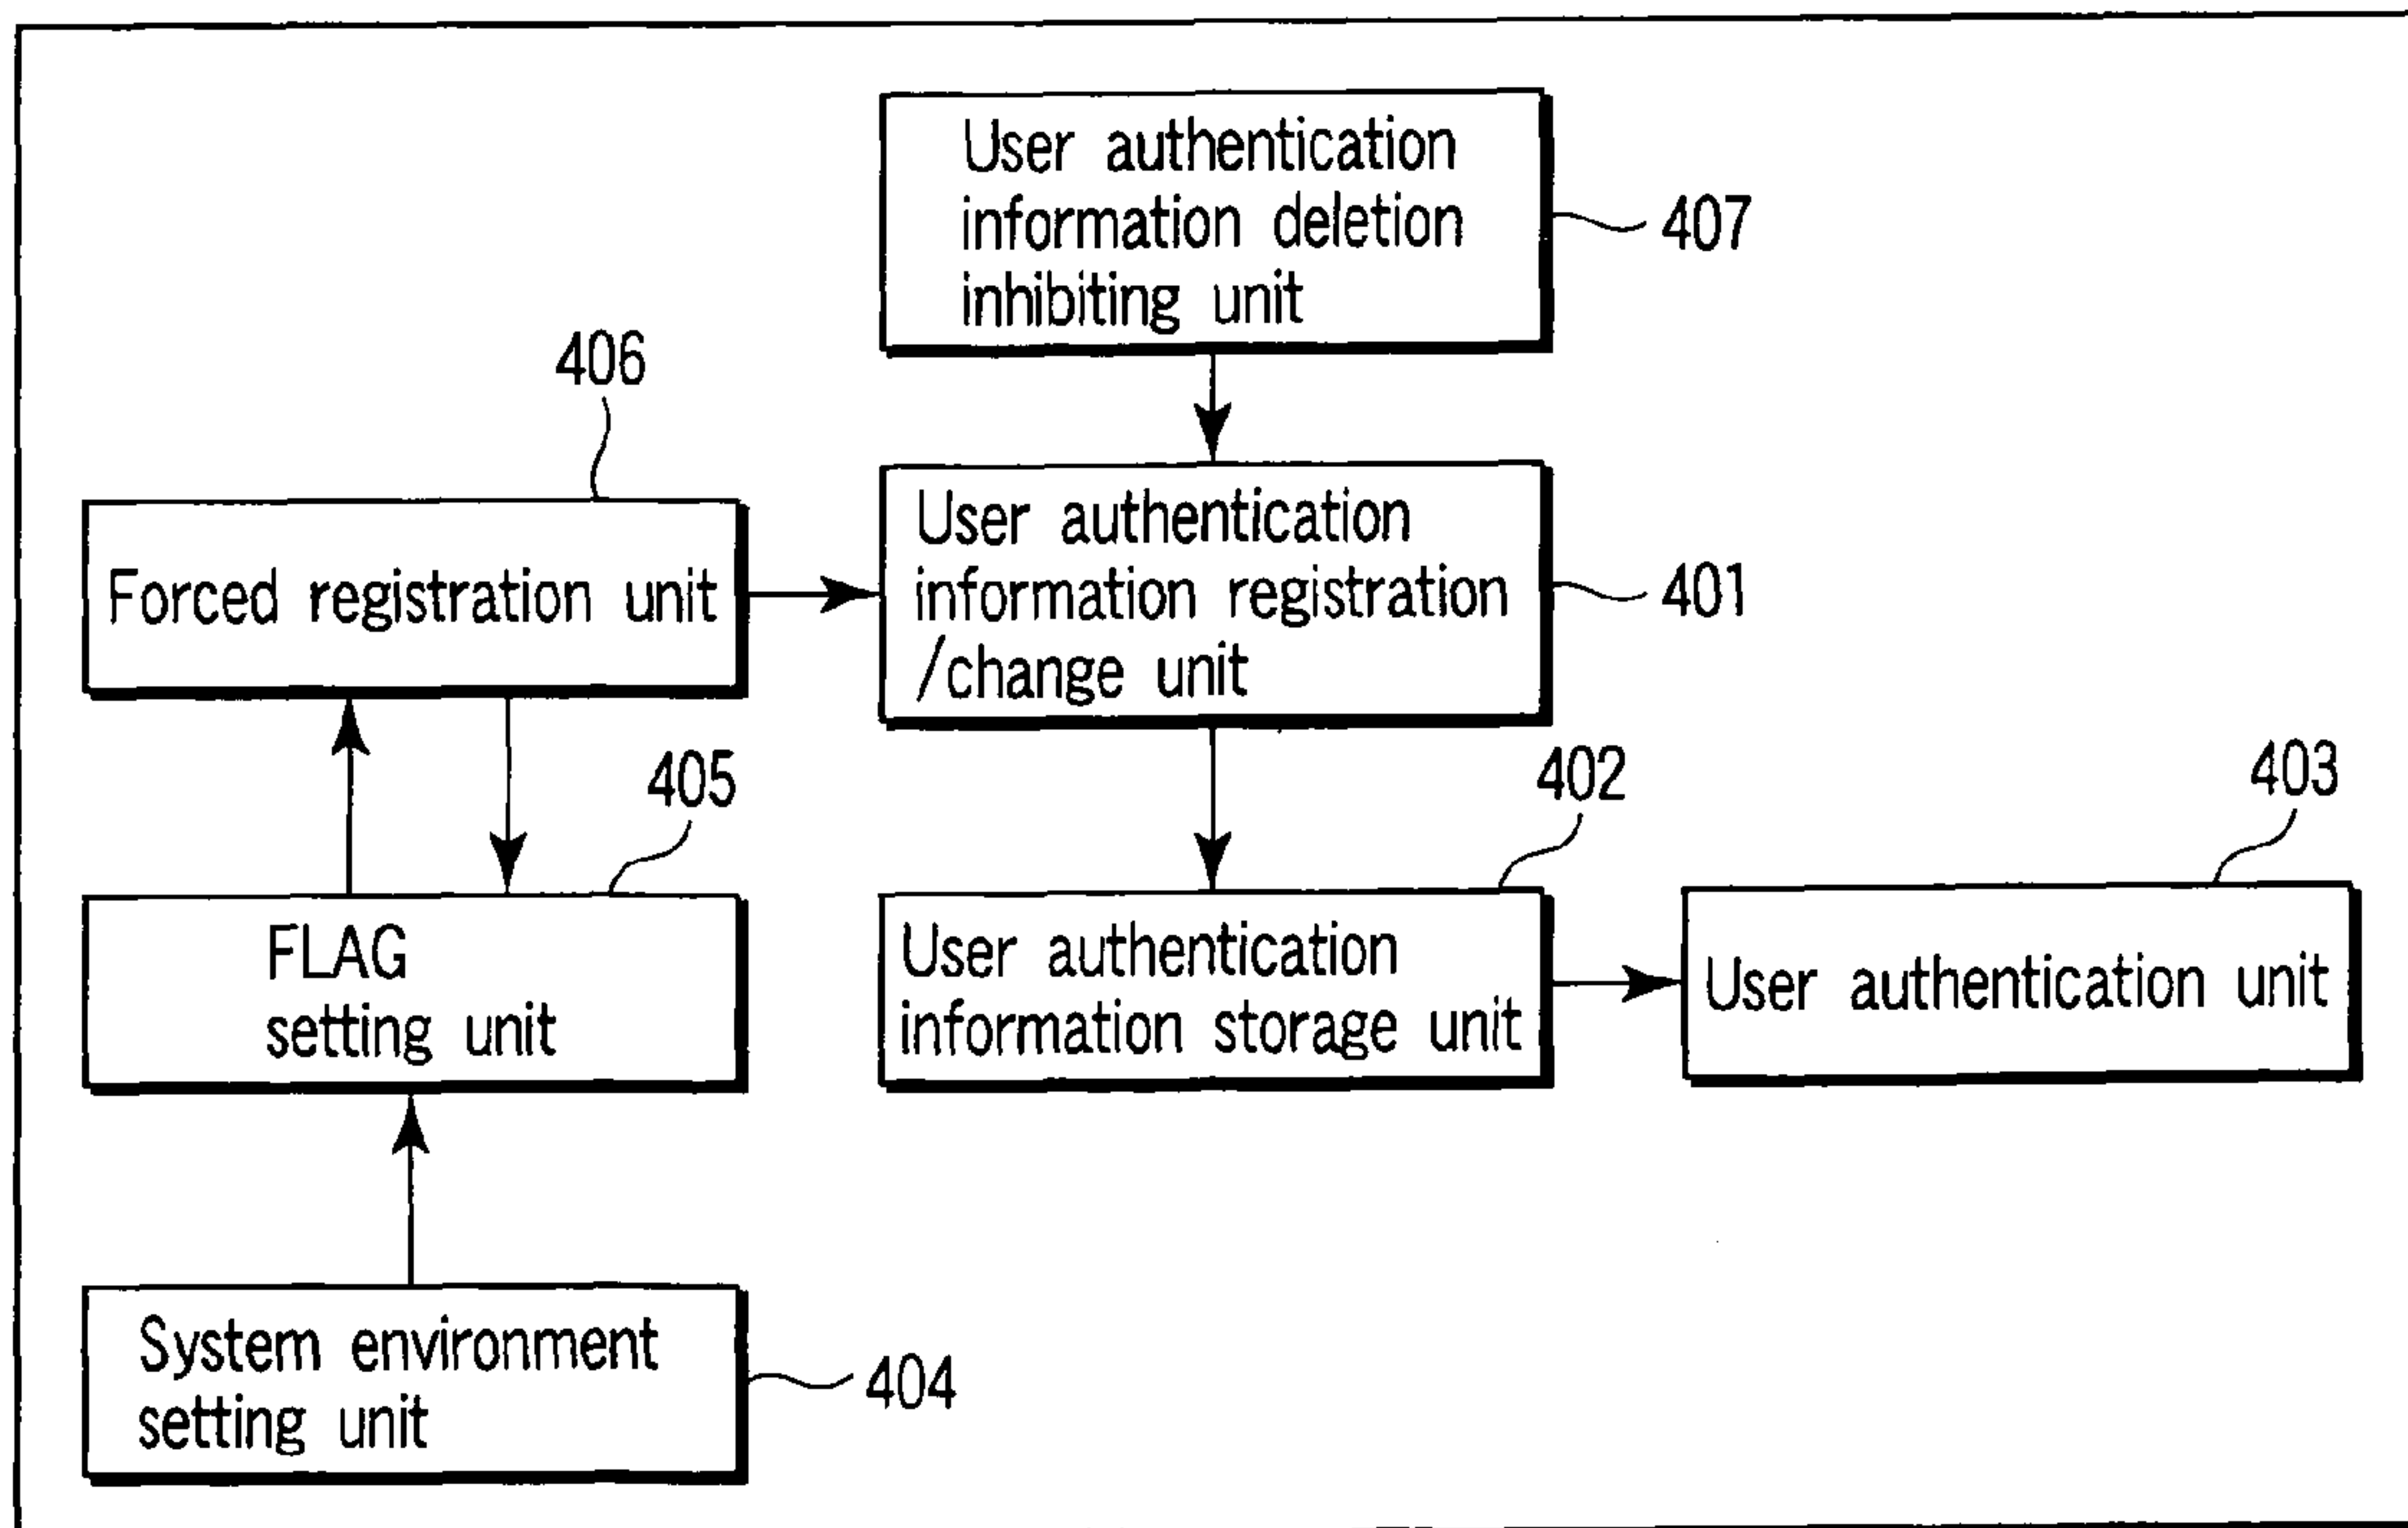 User authentication
information deletion
inhibiting unit
407
406
Forced registration unit
User authentication
information registration
/change unit
401
405
402
403
FLAG
setting unit
User authentication
information storage unit
User authentication unit
System environment
setting unit
404